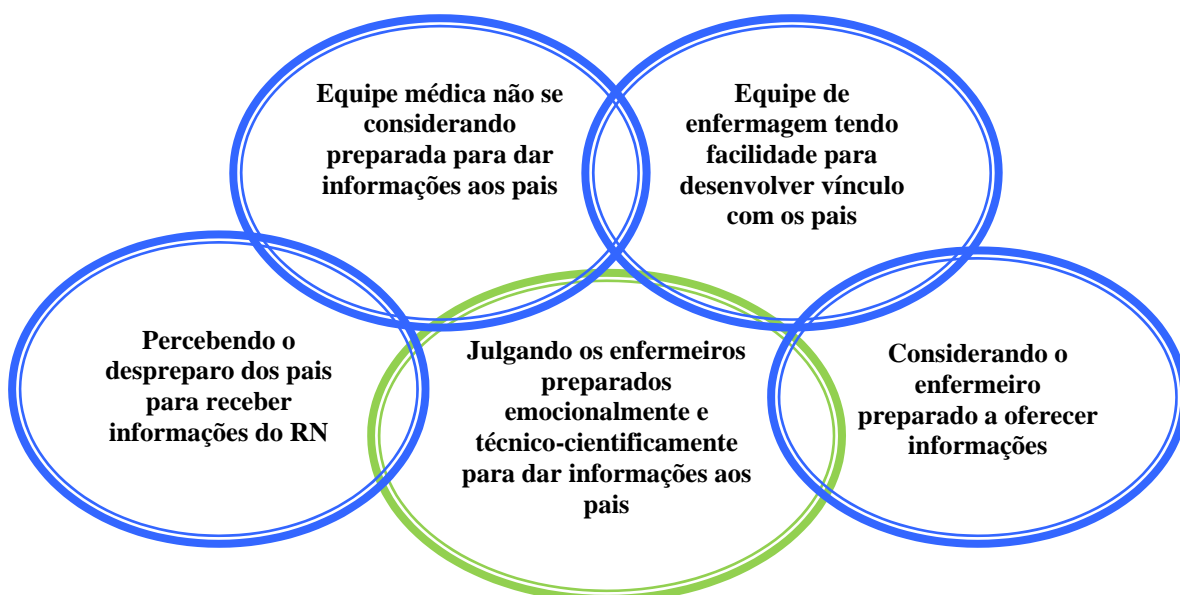 Equipe médica não se
considerando
preparada para dar
informações aos pais
Equipe de
enfermagem tendo
facilidade para
desenvolver vínculo
com os pais
Percebendo o
despreparo dos pais
para receber
informações do RN
Julgando os enfermeiros
preparados
emocionalmente e
técnico-cientificamente
para dar informações aos
pais
Considerando o
enfermeiro
preparado a oferecer
informações